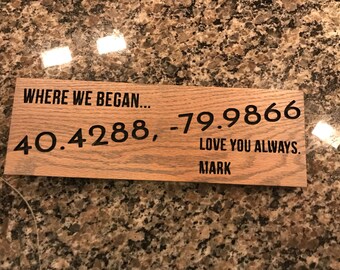 WHERE WE BEGAN...
40.4288, -79.9866
LOVE YOU ALWAYS.
MARK